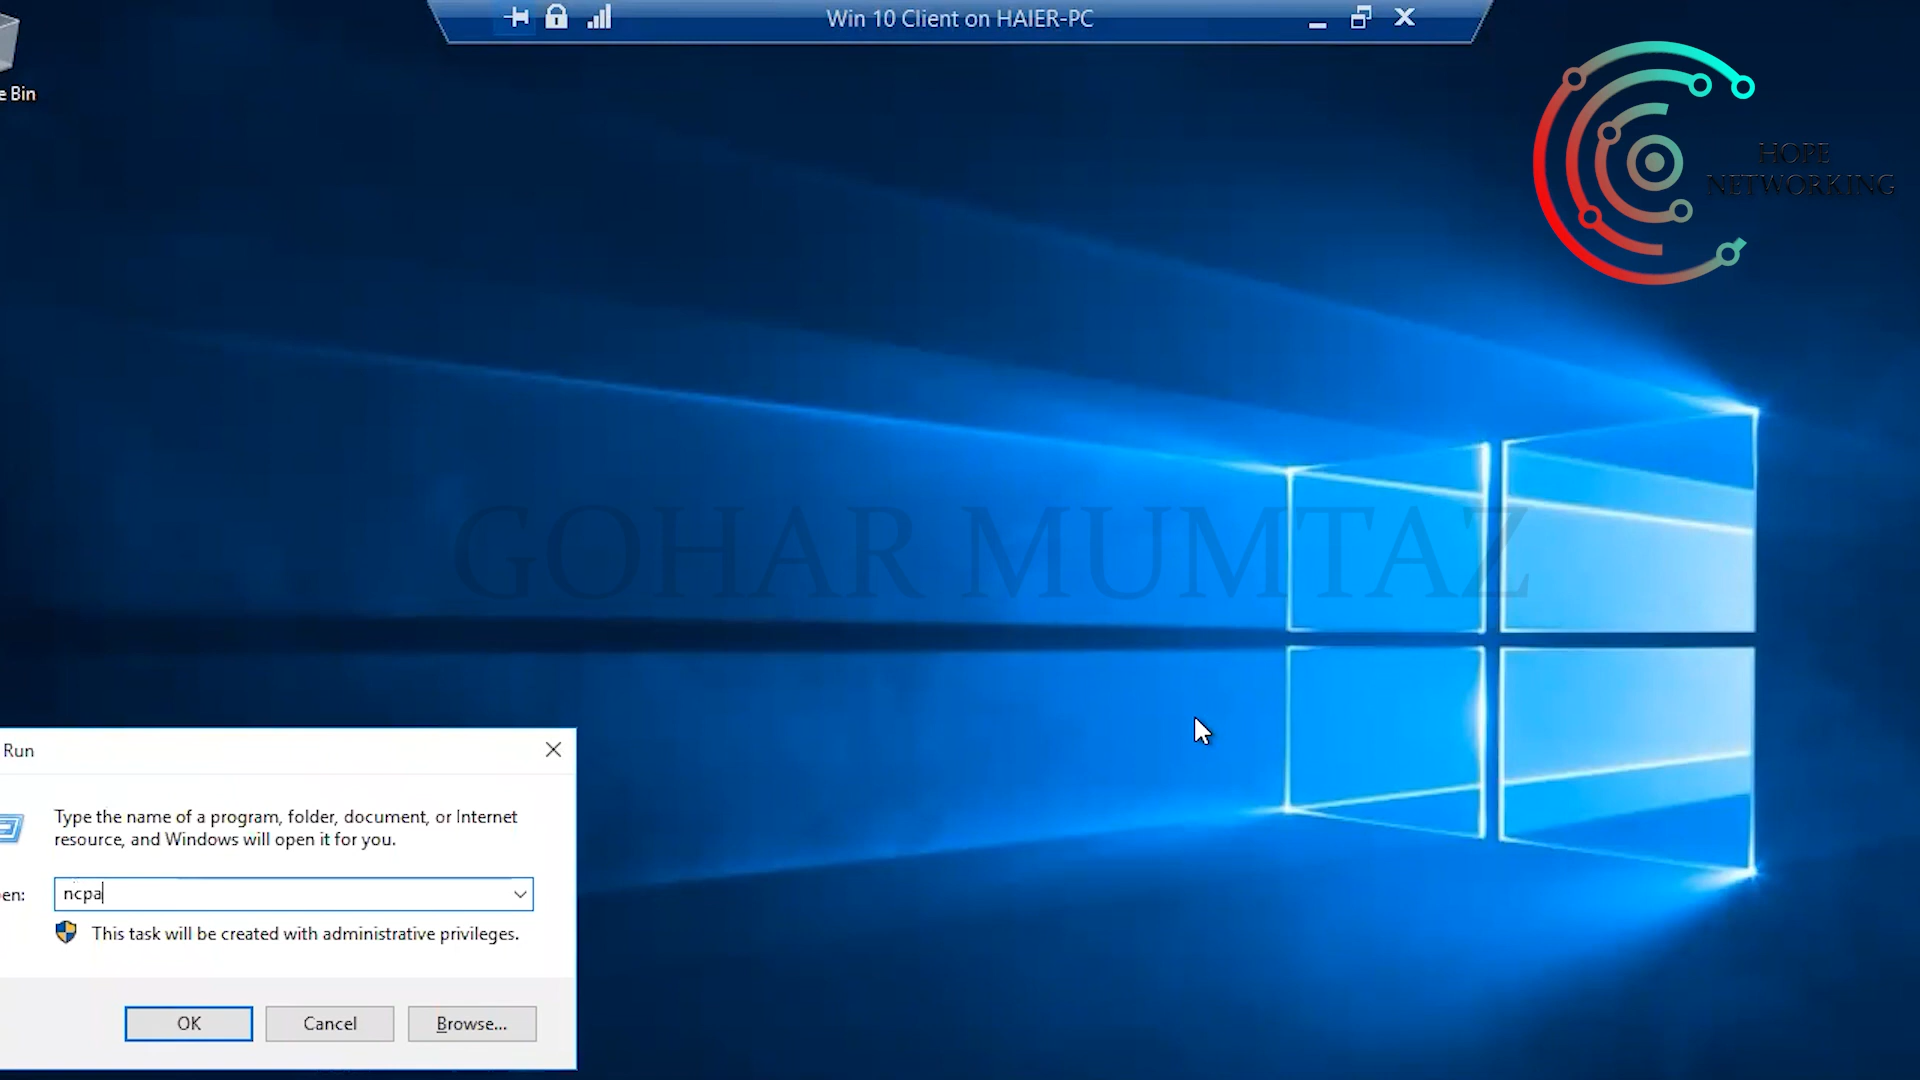 Win 10 Client on HAIER-PC
e Bin
HOPE
NETWORKING
GOHAR MUMTAZ
Run
Type the name of a program, folder, document, or Internet
resource, and Windows will open it for you.
en:
ncpa
This task will be created with administrative privileges.
OK
Cancel
Browse...